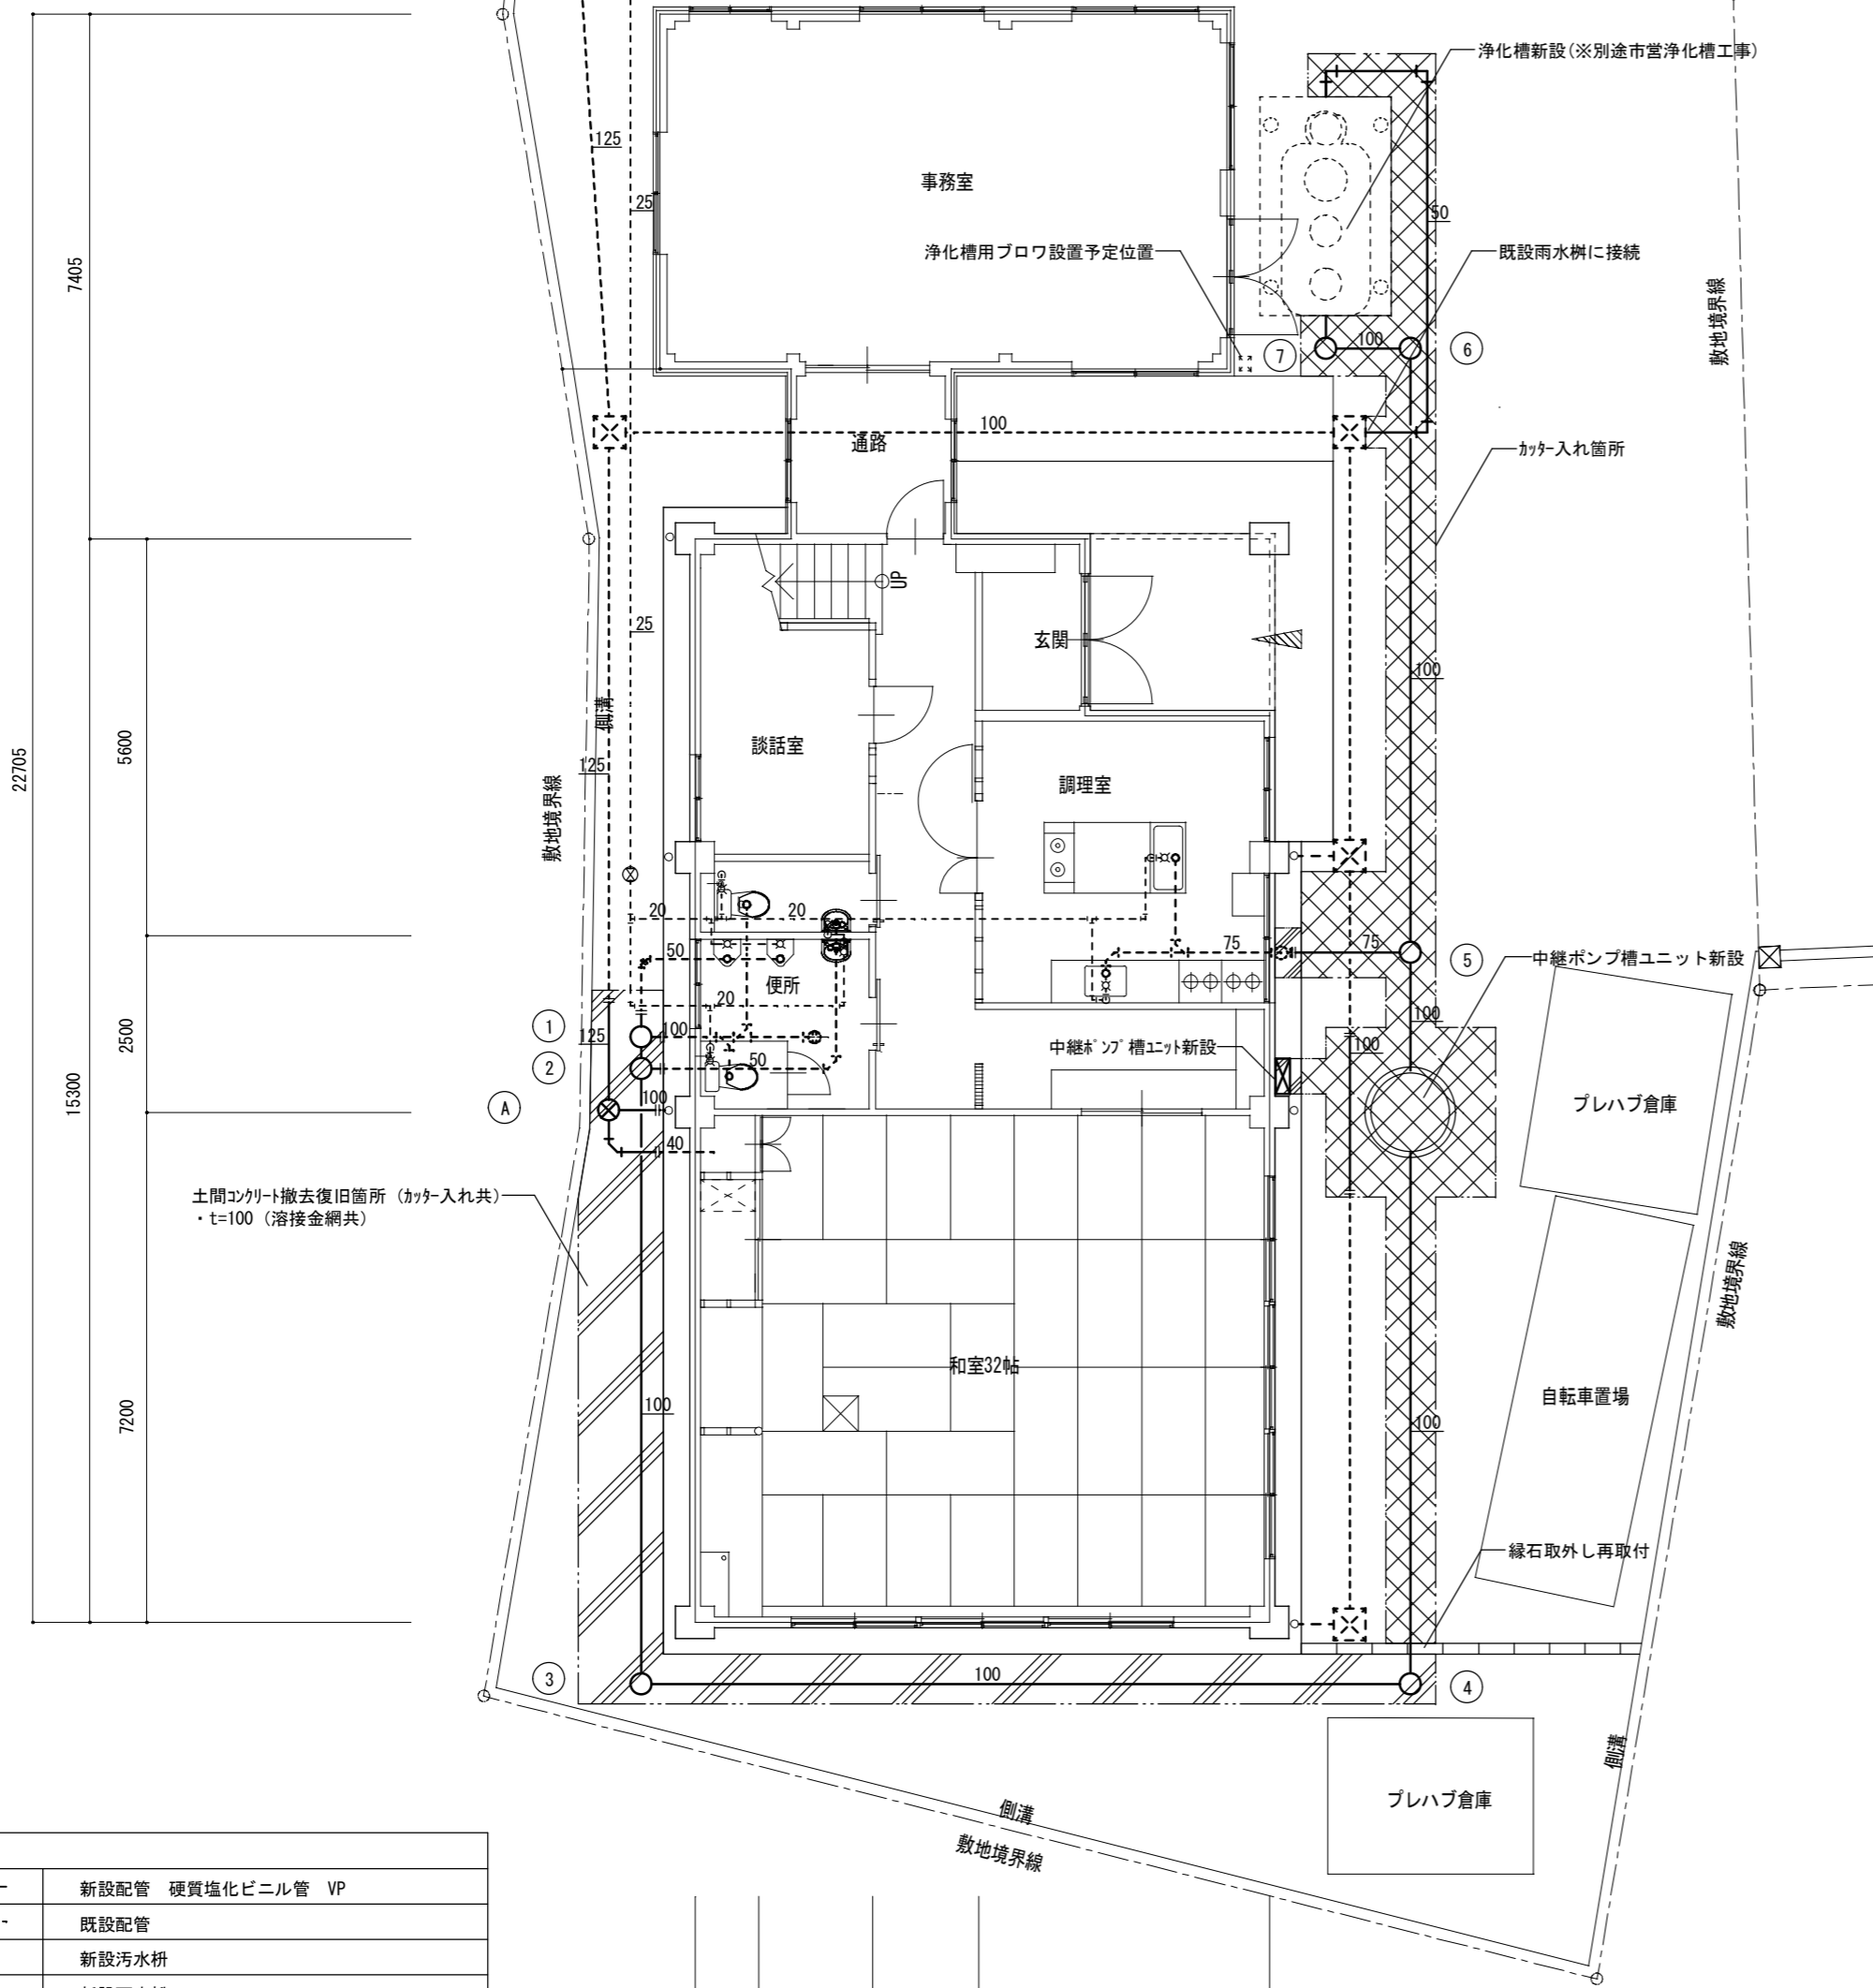 浄化槽新設(※別途市営浄化槽工事)
125
事務室
25
50
7405
浄化槽用ブロワ設置予定位置
既設雨水桝に接続
敷地境界線
7
100
6
100
通路
カッター入れ箇所
UP
25
玄関
100
側溝
22705
5600
談話室
125
調理室
敷地境界線
20
20
50
75
75
5
中継ポンプ槽ユニット新設
便所
20
1
125
100
100
2500
中継ﾎﾟﾝﾌﾟ槽ユニット新設
100
2
50
15300
A
100
プレハブ倉庫
40
土間コンクリート撤去復旧箇所（カッター入れ共）
・t=100（溶接金網共）
敷地境界線
和室32帖
自転車置場
7200
100
100
縁石取外し再取付
3
100
4
側溝
プレハブ倉庫
側溝
敷地境界線
新設配管　硬質塩化ビニル管　VP
既設配管
新設汚水枡